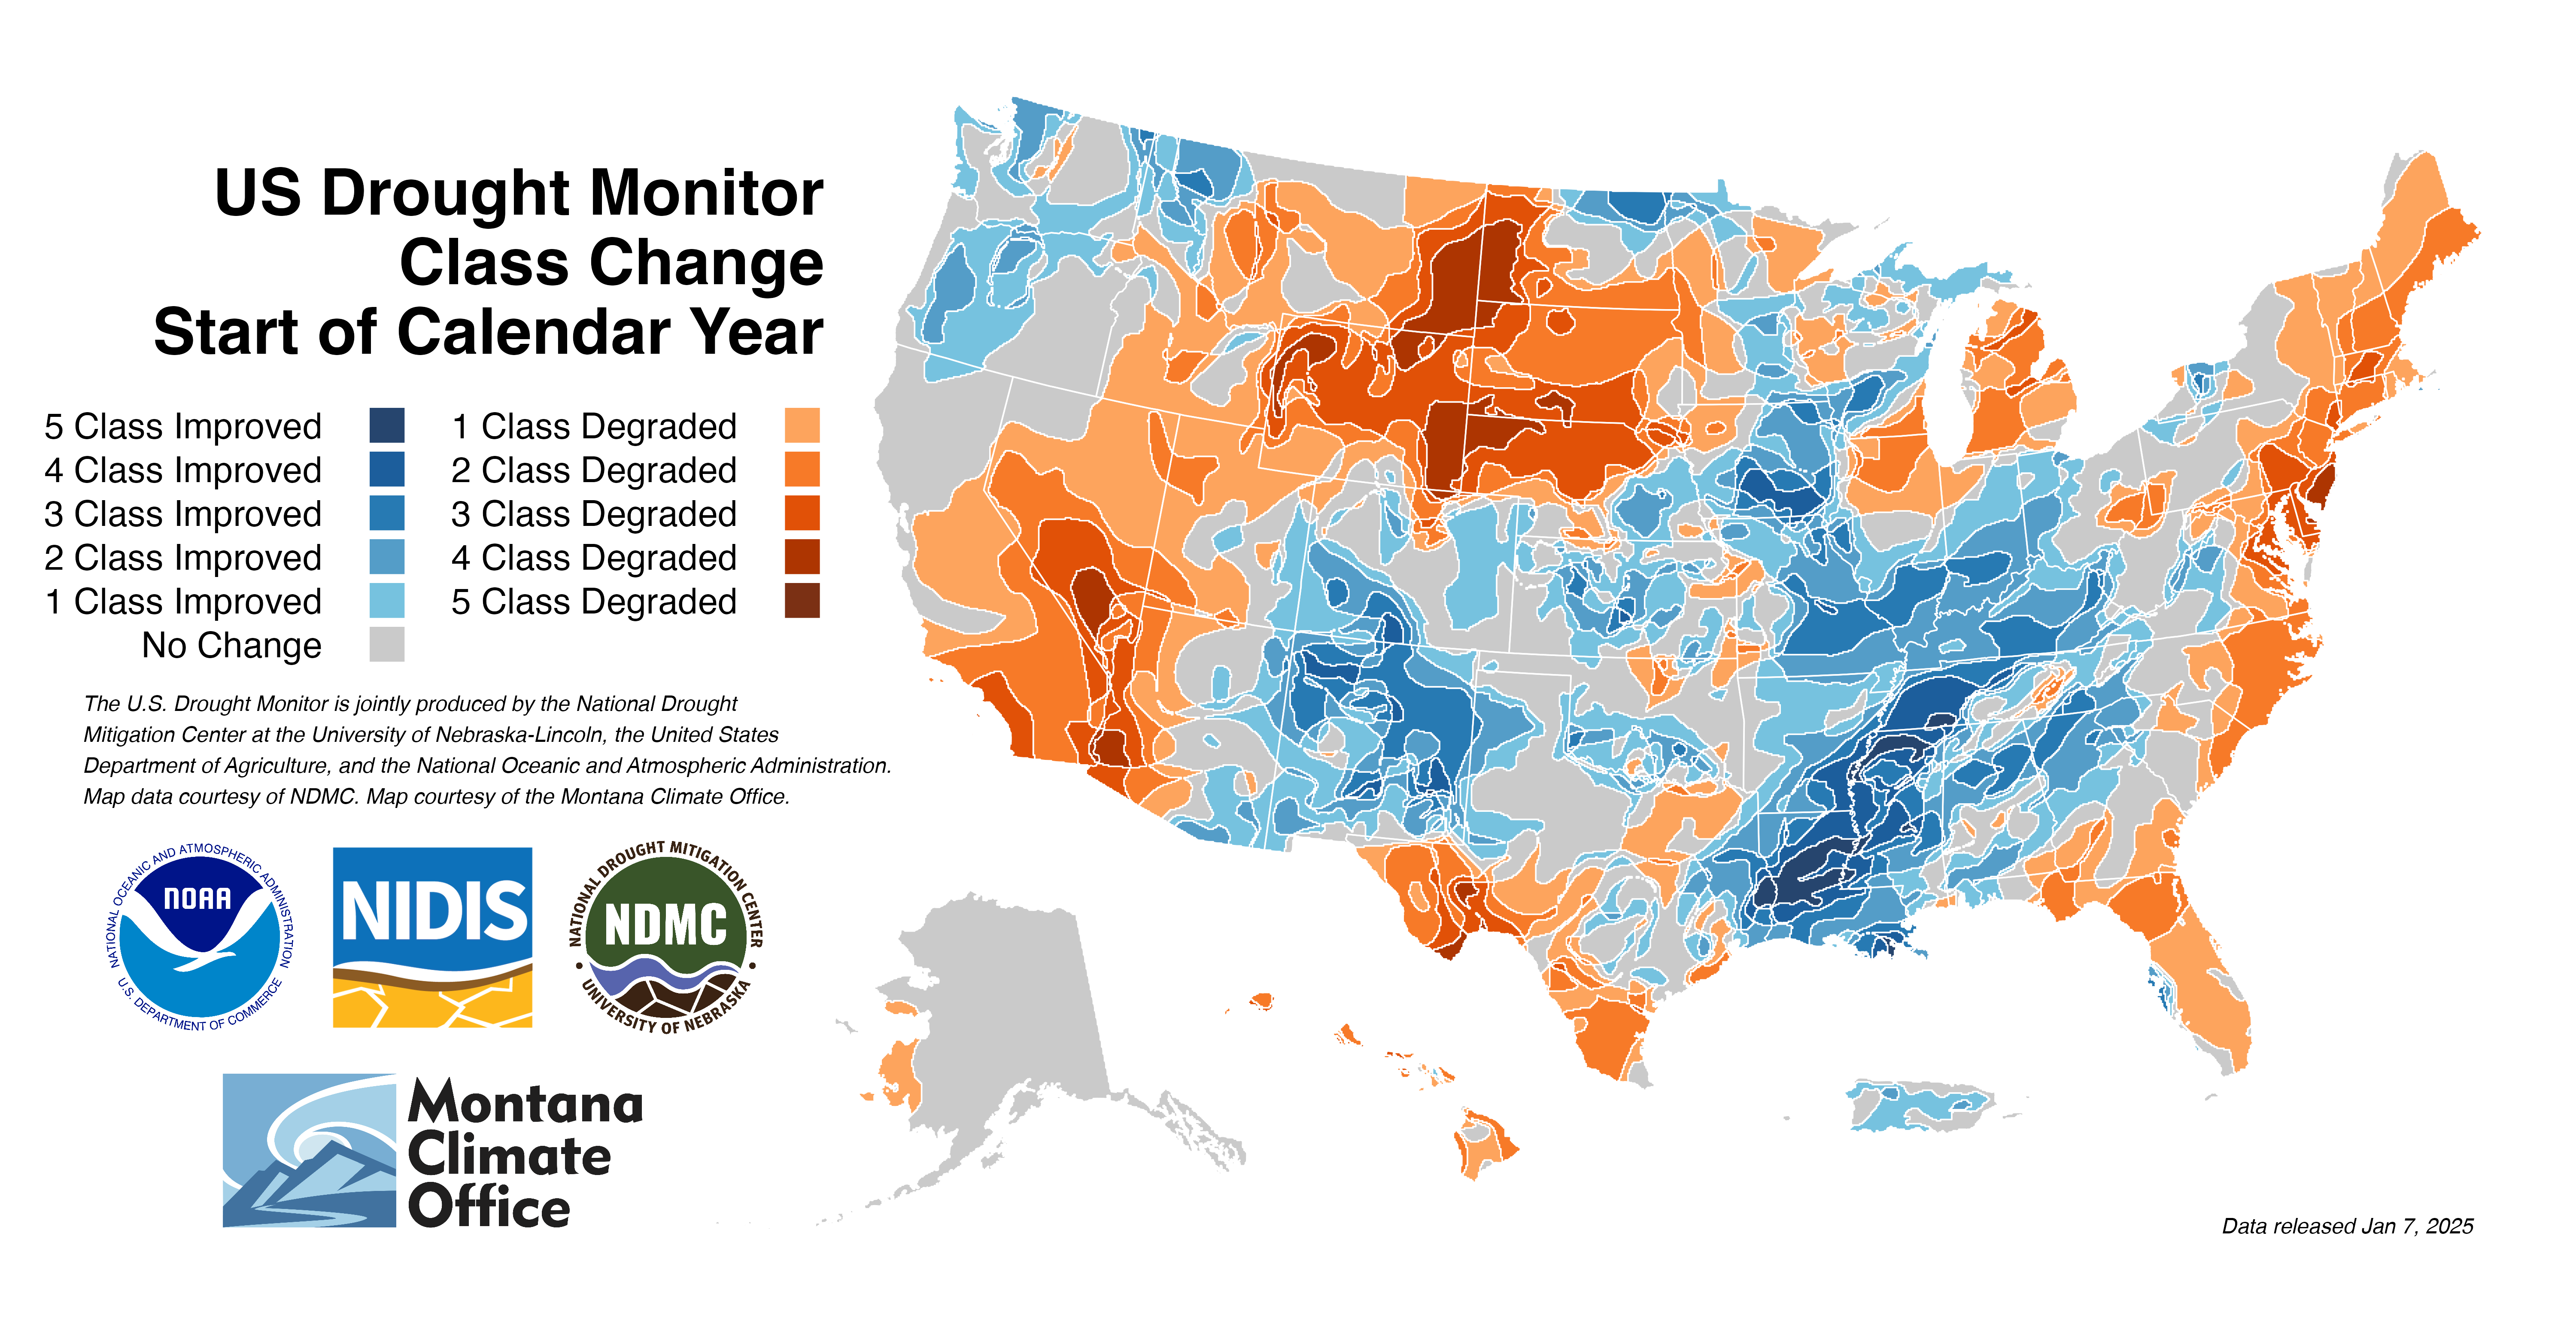 US Drought Monitor
Class Change
Start of Calendar Year
5 Class Improved
4 Class Improved
3 Class Improved
2 Class Improved
1 Class Improved
No Change
1 Class Degraded
2 Class Degraded
3 Class Degraded
4 Class Degraded
5 Class Degraded
The U.S. Drought Monitor is jointly produced by the National Drought
Mitigation Center at the University of Nebraska-Lincoln, the United States
Department of Agriculture, and the National Oceanic and Atmospheric Administration.
Map data courtesy of NDMC. Map courtesy of the Montana Climate Office.
NATIONAL OCEANIC AND ATMOSPHERIC ADMINISTRATION
NOAA
U.S. DEPARTMENT OF COMMERCE
NIDIS
NATIONAL DROUGHT MITIGATION CENTER
NDMC
UNIVERSITY OF NEBRASKA
Montana
Climate
Office
Data released Jan 7, 2025